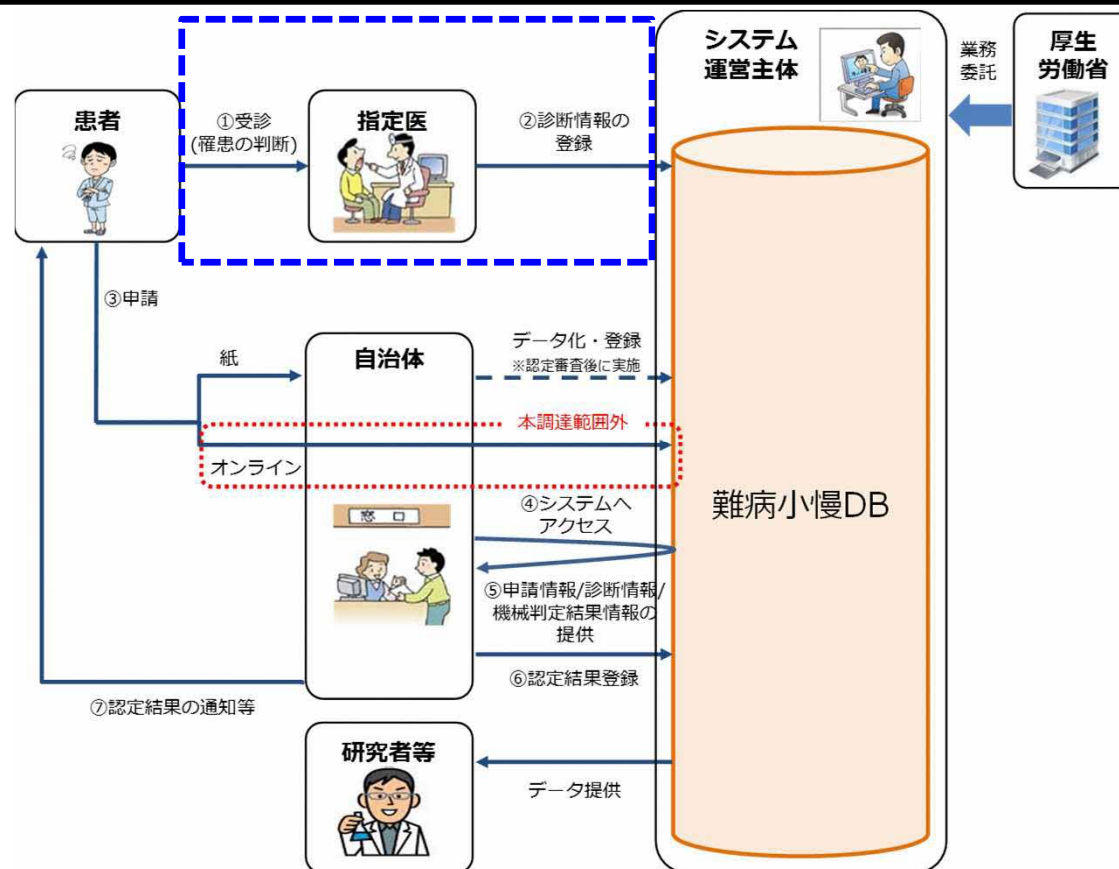 システム
運営主体
業務
委託
厚生
労働省
患者
①受診
(罹患の判断)
指定医
②診断情報の
登録
③申請
紙
自治体
データ化・登録
※認定審査後に実施
本調達範囲外
オンライン
窓 口
④システムへ
アクセス
難病小慢DB
⑤申請情報/診断情報/
機械判定結果情報の
提供
⑥認定結果登録
⑦認定結果の通知等
研究者等
データ提供